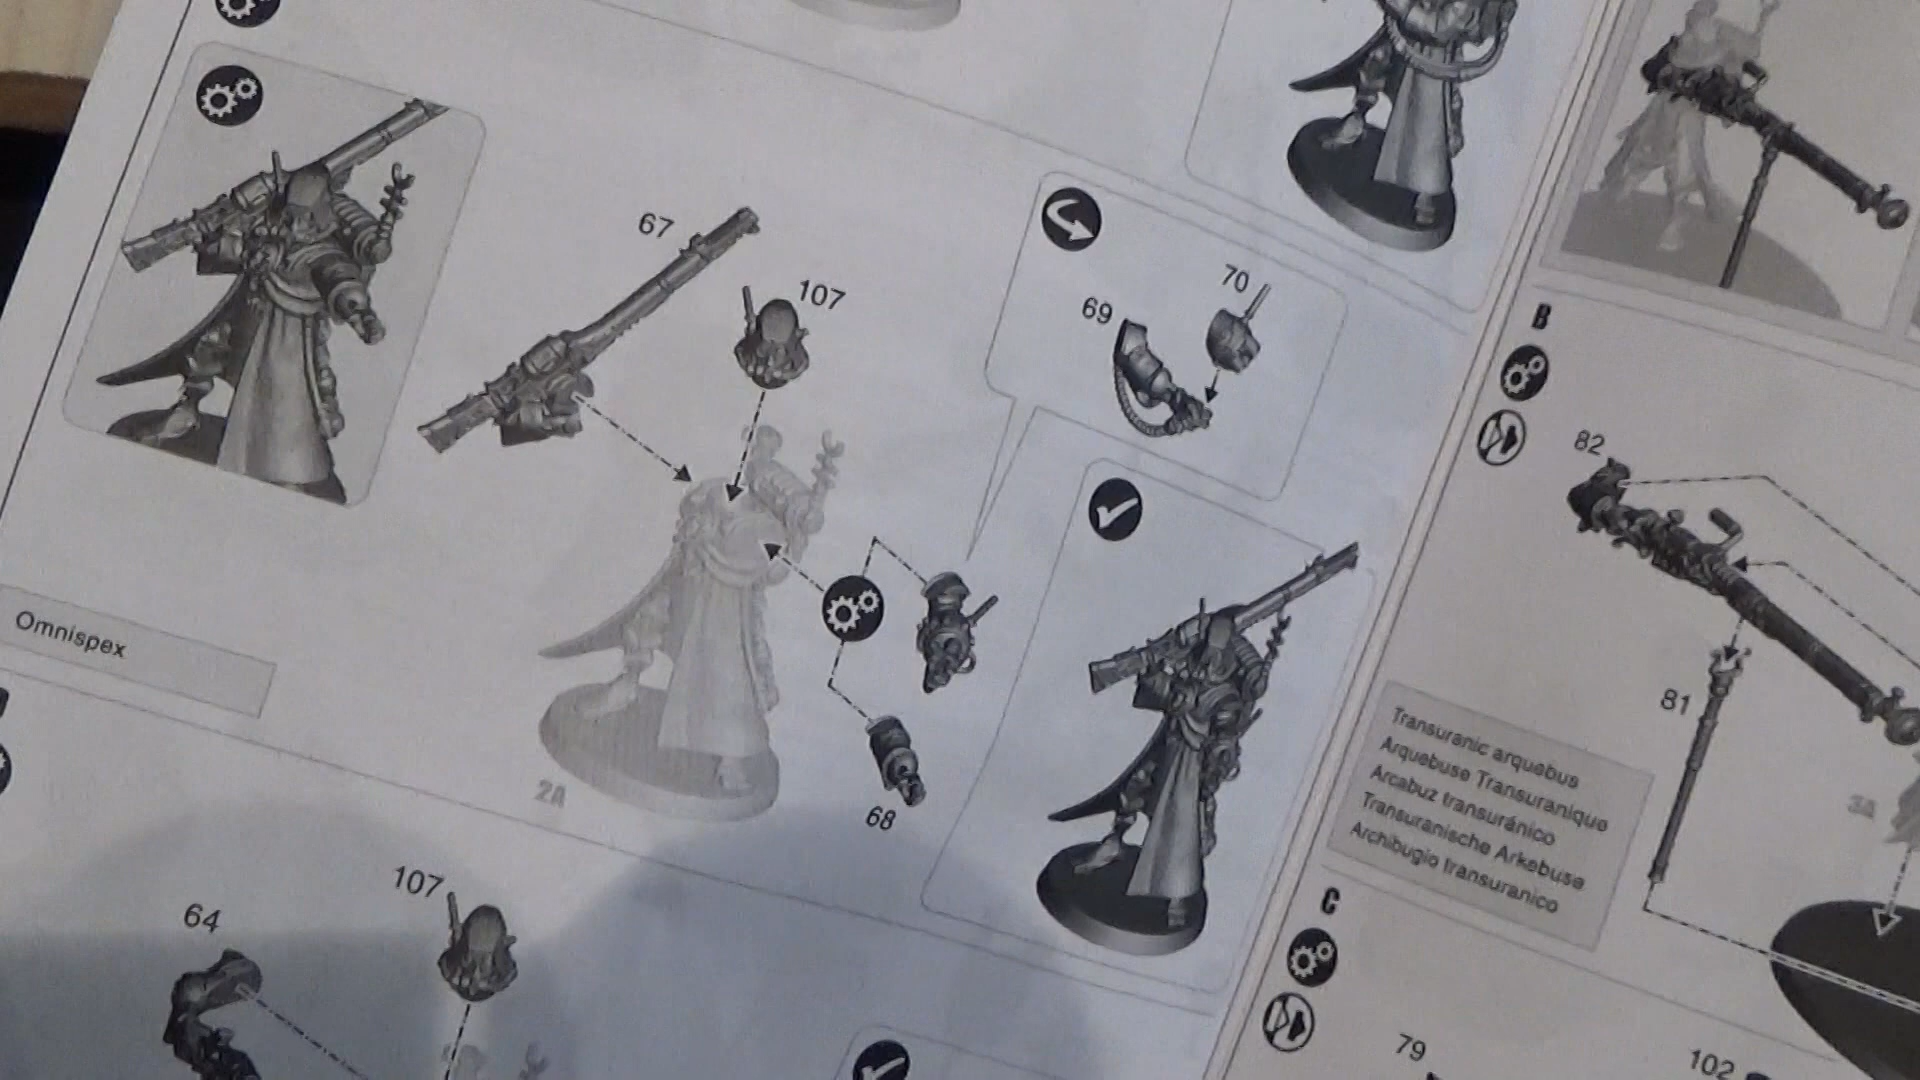 67
107
70
69
2A
68
Omnispex
64
107
B
82
81
Transuranic arquebus
Arquebuse Transuranique
Arcabuz transuránico
Transuranische Arkebuse
Archibugio transuranico
3A
C
79
102